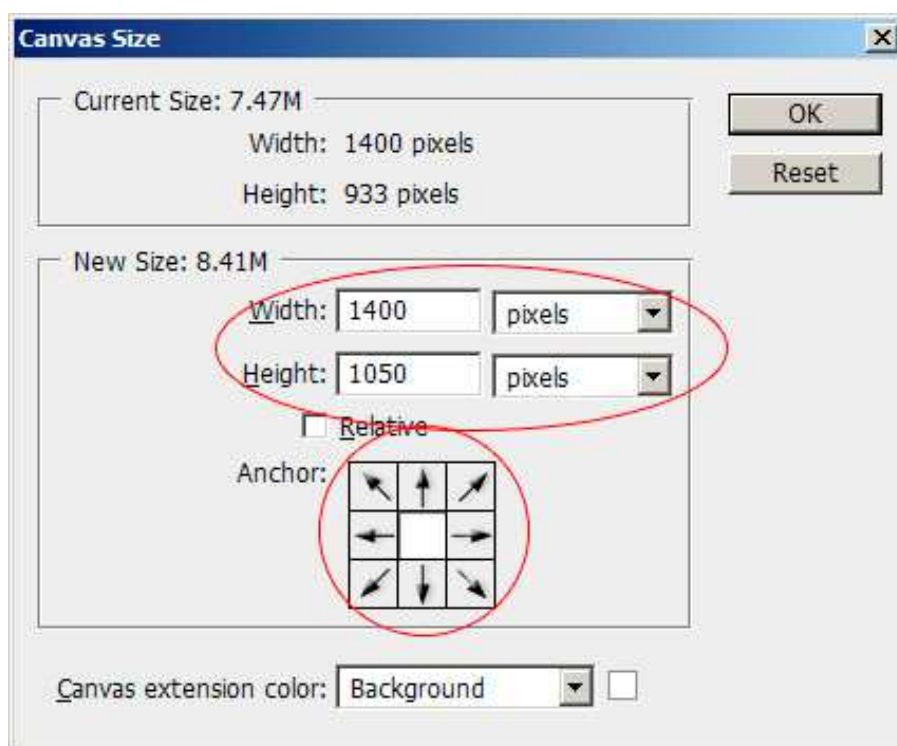 Canvas Size
Current Size: 7.47M
OK
Width: 1400 pixels
Reset
Height: 933 pixels
New Size: 8.41M
Width: 1400 pixels
Height: 1050 pixels
Relative
Anchor:
Canvas extension color: Background